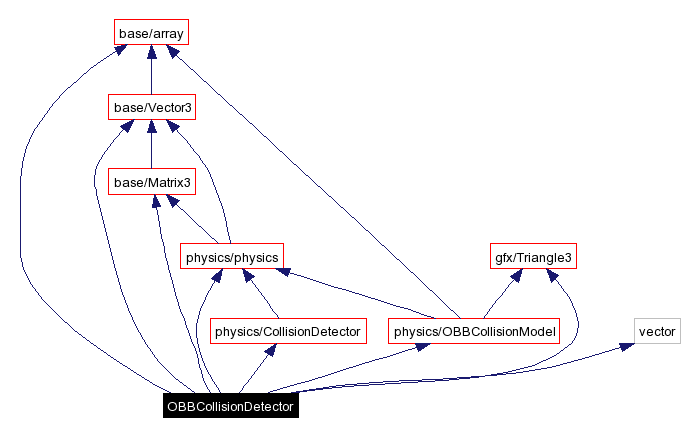 base/array
base/Vector3
base/Matrix3
physics/physics
gfx/Triangle3
physics/CollisionDetector
physics/OBBCollisionModel
vector
OBBCollisionDetector